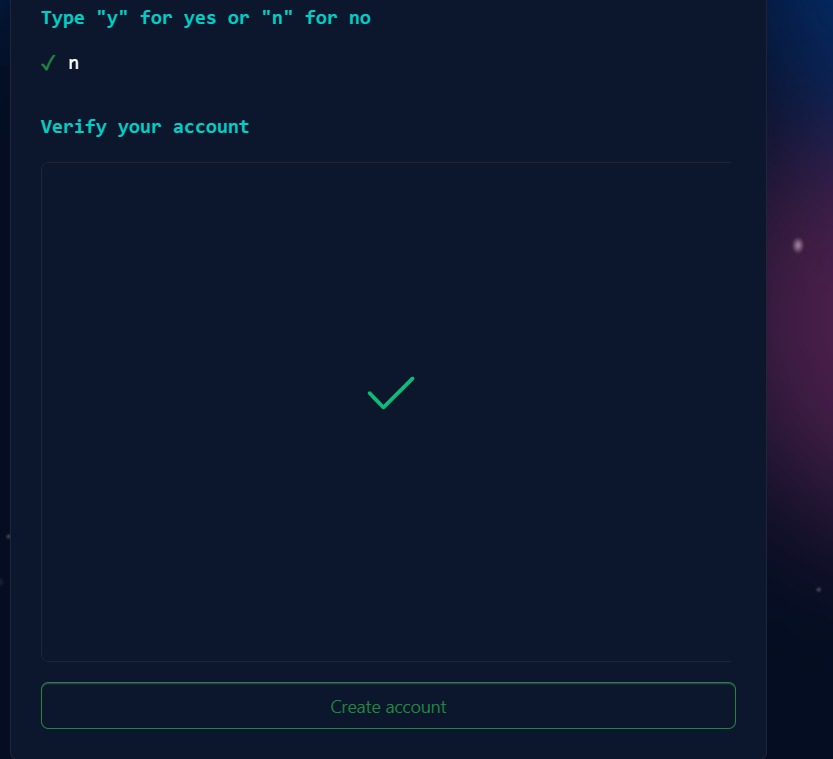 Type "y" for yes or "n" for no
✓ n
Verify your account
Create account